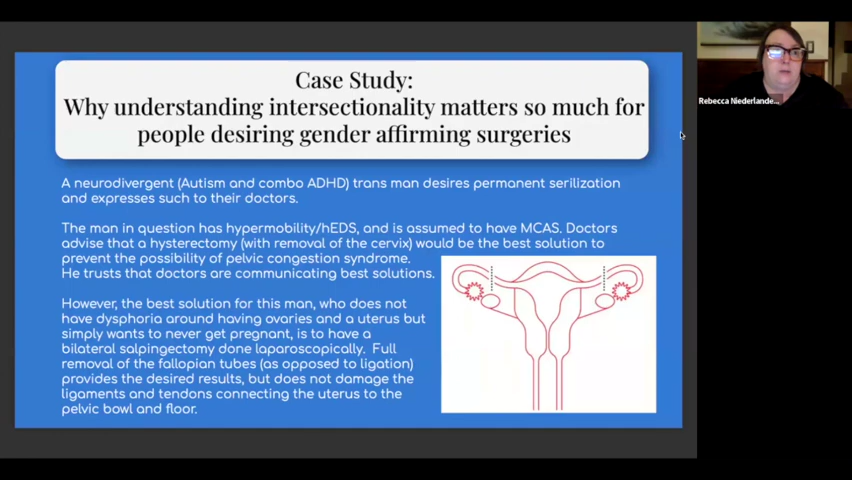 Case Study:
Why understanding intersectionality matters so much for
people desiring gender affirming surgeries
Rebecca Niederlande...
A neurodivergent (Autism and combo ADHD) trans man desires permanent serilization
and expresses such to their doctors.
The man in question has hypermobility/hEDS, and is assumed to have MCAS. Doctors
advise that a hysterectomy (with removal of the cervix) would be the best solution to
prevent the possibility of pelvic congestion syndrome.
He trusts that doctors are communicating best solutions.
However, the best solution for this man, who does not
have dysphoria around having ovaries and a uterus but
simply wants to never get pregnant, is to have a
bilateral salpingectomy done laparoscopically. Full
removal of the fallopian tubes (as opposed to ligation)
provides the desired results, but does not damage the
ligaments and tendons connecting the uterus to the
pelvic bowl and floor.